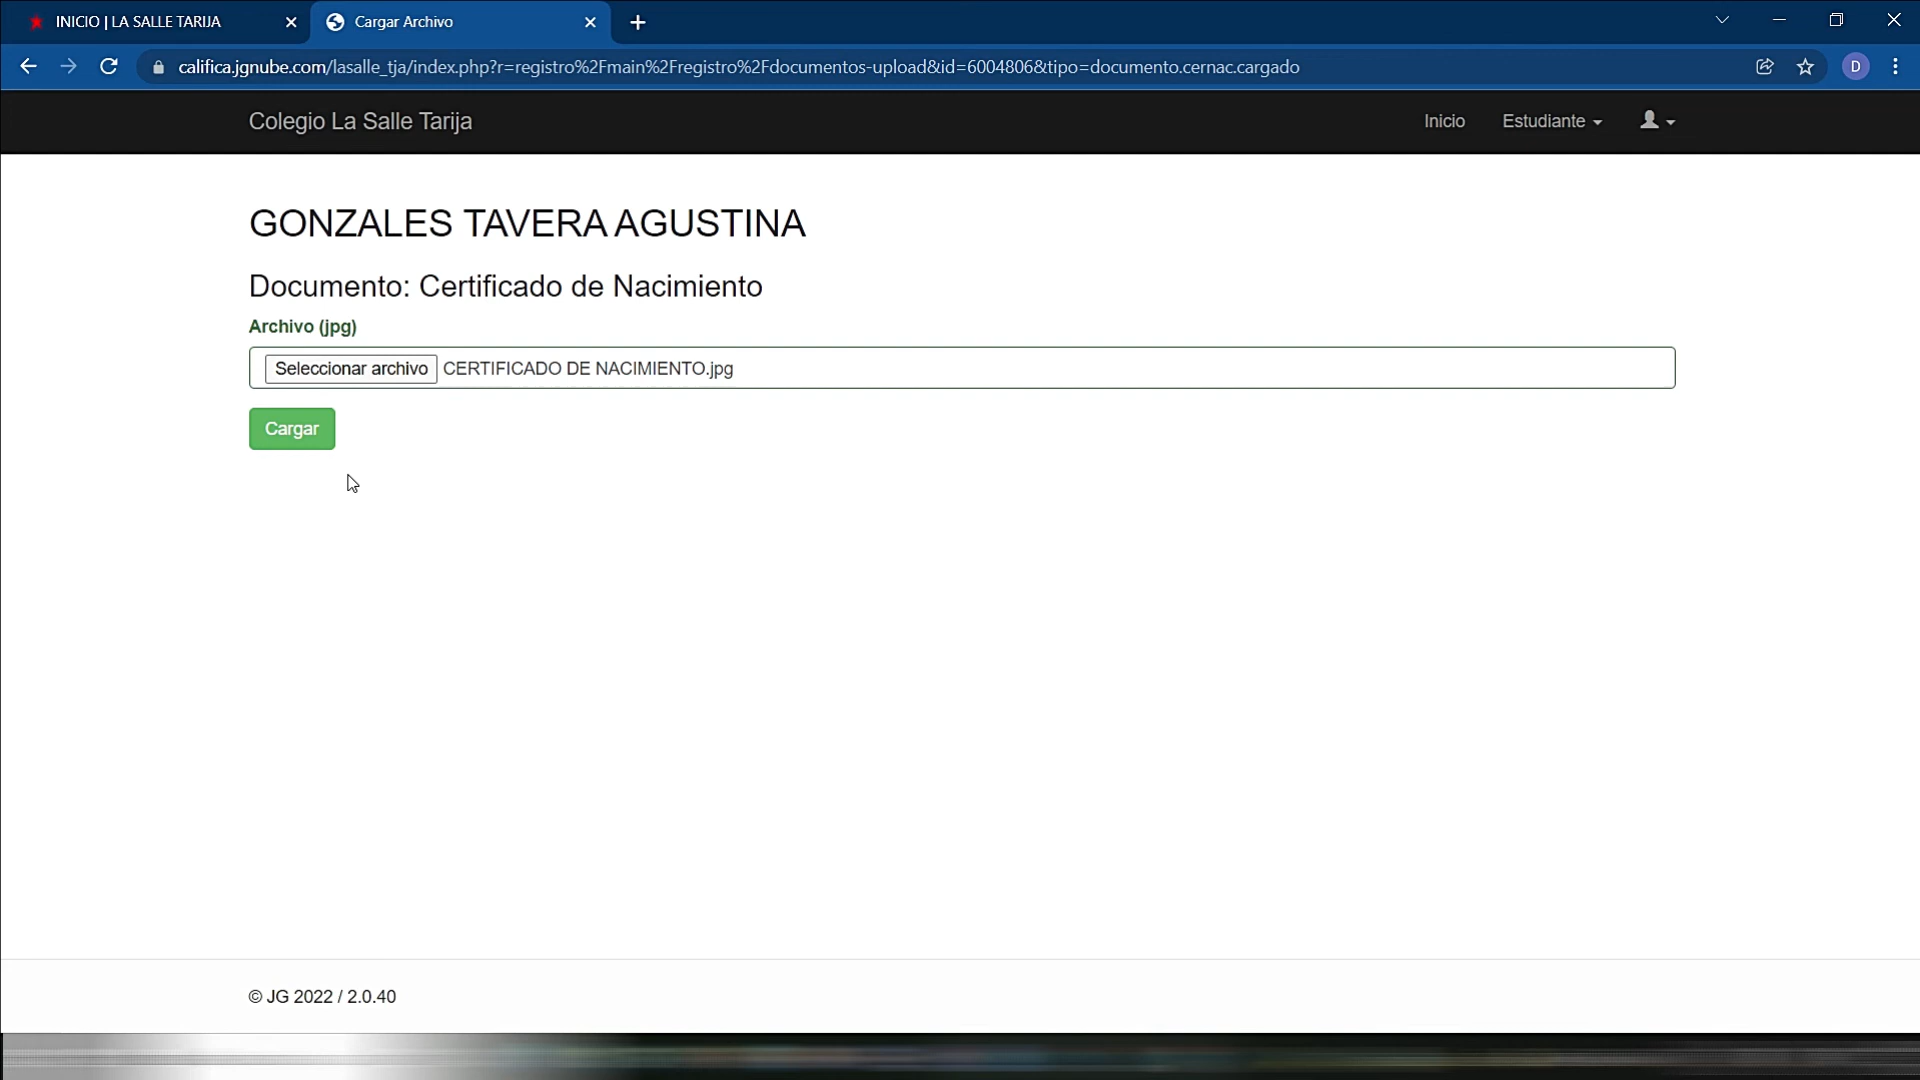 INICIO | LA SALLE TARIJA
Cargar Archivo
califica.jgnube.com/lasalle_tja/index.php?r=registro%2Fmain%2Fregistro%2Fdocumentos-upload&id=6004806&tipo=documento.cernac.cargado
D
Colegio La Salle Tarija
Inicio
Estudiante
GONZALES TAVERA AGUSTINA
Documento: Certificado de Nacimiento
Archivo (jpg)
Seleccionar archivo CERTIFICADO DE NACIMIENTO.jpg
Cargar
© JG 2022 / 2.0.40